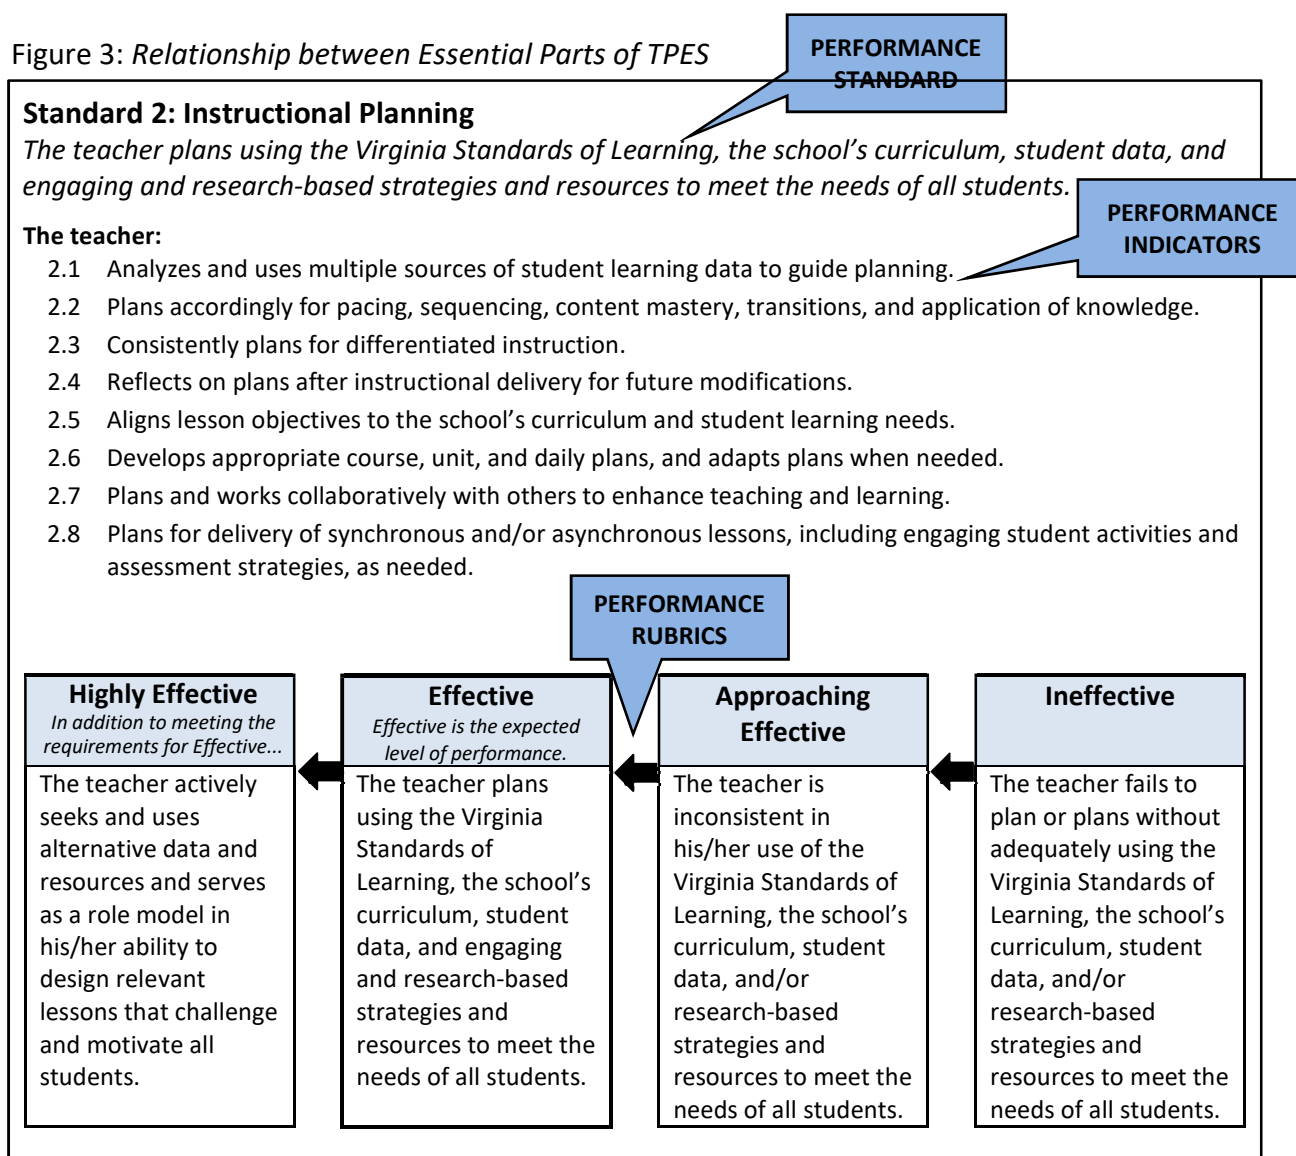 Figure 3: Relationship between Essential Parts of TPES
PERFORMANCE
STANDARD
Standard 2: Instructional Planning
The teacher plans using the Virginia Standards of Learning, the school’s curriculum, student data, and
engaging and research-based strategies and resources to meet the needs of all students.
PERFORMANCE
INDICATORS
The teacher:
2.1 Analyzes and uses multiple sources of student learning data to guide planning.
2.2 Plans accordingly for pacing, sequencing, content mastery, transitions, and application of knowledge.
2.3 Consistently plans for differentiated instruction.
2.4 Reflects on plans after instructional delivery for future modifications.
2.5 Aligns lesson objectives to the school’s curriculum and student learning needs.
2.6 Develops appropriate course, unit, and daily plans, and adapts plans when needed.
2.7 Plans and works collaboratively with others to enhance teaching and learning.
2.8 Plans for delivery of synchronous and/or asynchronous lessons, including engaging student activities and
assessment strategies, as needed.
PERFORMANCE
RUBRICS
Highly Effective
In addition to meeting the
requirements for Effective...
The teacher actively
seeks and uses
alternative data and
resources and serves
as a role model in
his/her ability to
design relevant
lessons that challenge
and motivate all
students.
Effective
Effective is the expected
level of performance.
The teacher plans
using the Virginia
Standards of
Learning, the school’s
curriculum, student
data, and engaging
and research-based
strategies and
resources to meet the
needs of all students.
Approaching
Effective
The teacher is
inconsistent in
his/her use of the
Virginia Standards of
Learning, the school’s
curriculum, student
data, and/or
research-based
strategies and
resources to meet the
needs of all students.
Ineffective
The teacher fails to
plan or plans without
adequately using the
Virginia Standards of
Learning, the school’s
curriculum, student
data, and/or
research-based
strategies and
resources to meet the
needs of all students.